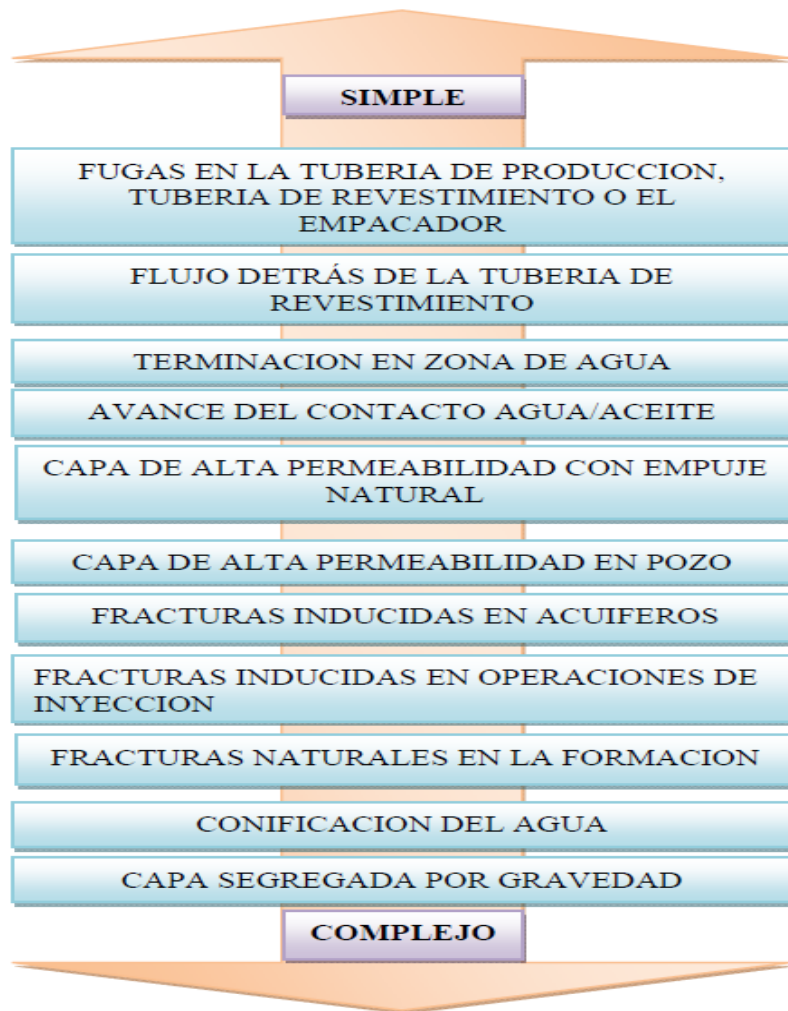 SIMPLE
FUGAS EN LA TUBERIA DE PRODUCCION,
TUBERIA DE REVESTIMIENTO O EL
EMPACADOR
FLUJO DETRÁS DE LA TUBERIA DE
REVESTIMIENTO
TERMINACION EN ZONA DE AGUA
AVANCE DEL CONTACTO AGUA/ACEITE
CAPA DE ALTA PERMEABILIDAD CON EMPUJE
NATURAL
CAPA DE ALTA PERMEABILIDAD EN POZO
FRACTURAS INDUCIDAS EN ACUIFEROS
FRACTURAS INDUCIDAS EN OPERACIONES DE
INYECCION
FRACTURAS NATURALES EN LA FORMACION
CONIFICACION DEL AGUA
CAPA SEGREGADA POR GRAVEDAD
COMPLEJO